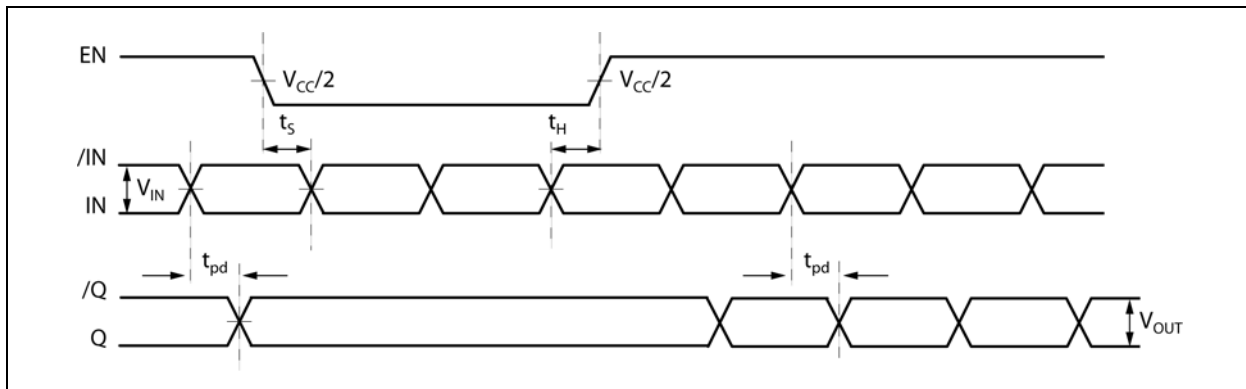 EN
V_CC/2
V_CC/2
t_S
t_H
/IN
V_IN
IN
t_pd
t_pd
/Q
V_OUT
Q